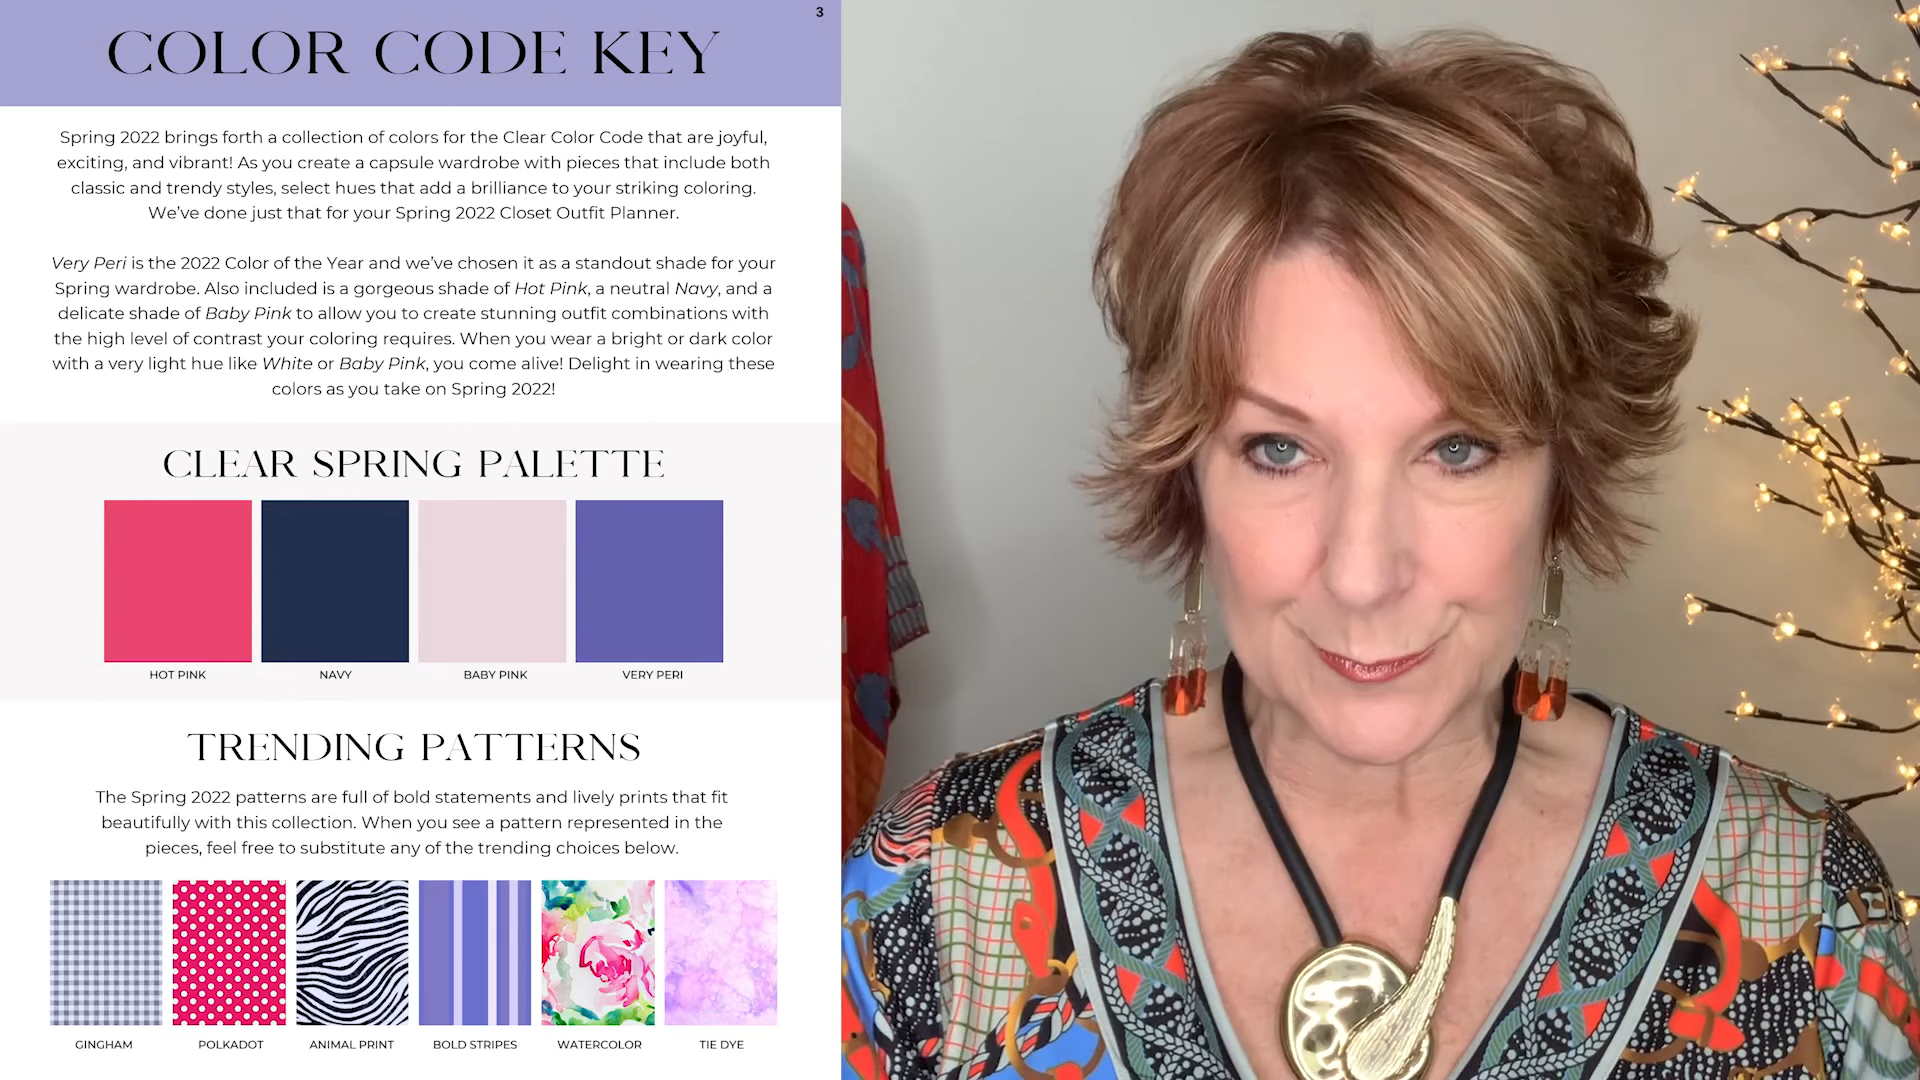 3
COLOR CODE KEY
Spring 2022 brings forth a collection of colors for the Clear Color Code that are joyful,
exciting, and vibrant! As you create a capsule wardrobe with pieces that include both
classic and trendy styles, select hues that add a brilliance to your striking coloring.
We've done just that for your Spring 2022 Closet Outfit Planner.
Very Peri is the 2022 Color of the Year and we've chosen it as a standout shade for your
Spring wardrobe. Also included is a gorgeous shade of Hot Pink, a neutral Navy, and a
delicate shade of Baby Pink to allow you to create stunning outfit combinations with
the high level of contrast your coloring requires. When you wear a bright or dark color
with a very light hue like White or Baby Pink, you come alive! Delight in wearing these
colors as you take on Spring 2022!
CLEAR SPRING PALETTE
HOT PINK NAVY BABY PINK VERY PERI
TRENDING PATTERNS
The Spring 2022 patterns are full of bold statements and lively prints that fit
beautifully with this collection. When you see a pattern represented in the
pieces, feel free to substitute any of the trending choices below.
GINGHAM POLKADOT ANIMAL PRINT BOLD STRIPES WATERCOLOR TIE DYE